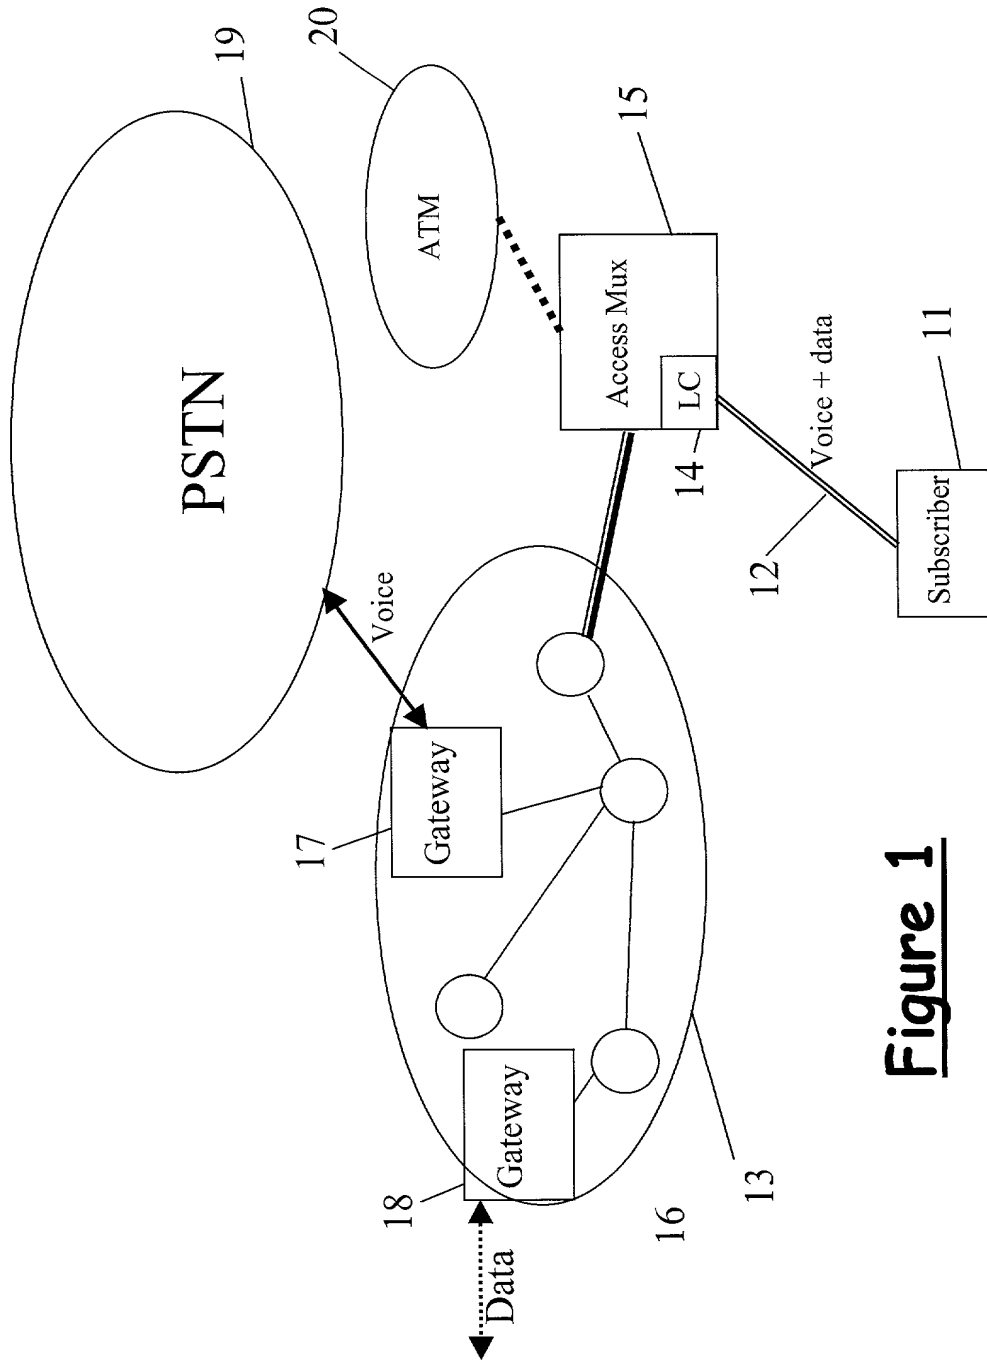 PSTN
19
20
17
Voice
18
ATM
Gateway
Data
Gateway
Access Mux
15
16
14
LC
13
12
Voice + data
Figure 1
Subscriber
11